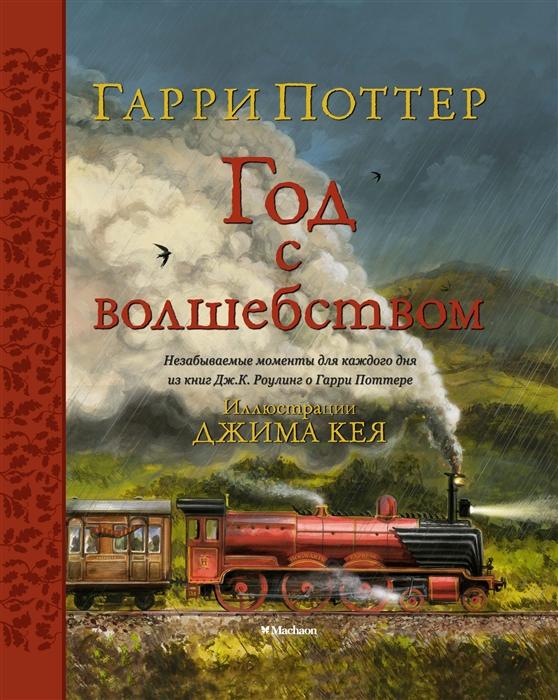 Гарри Поттер
Год
с
волшебством
Незабываемые моменты для каждого дня
из книг Дж.К. Роулинг о Гарри Поттере
Иллюстрации
ДЖИМА КЕЯ
Machaon